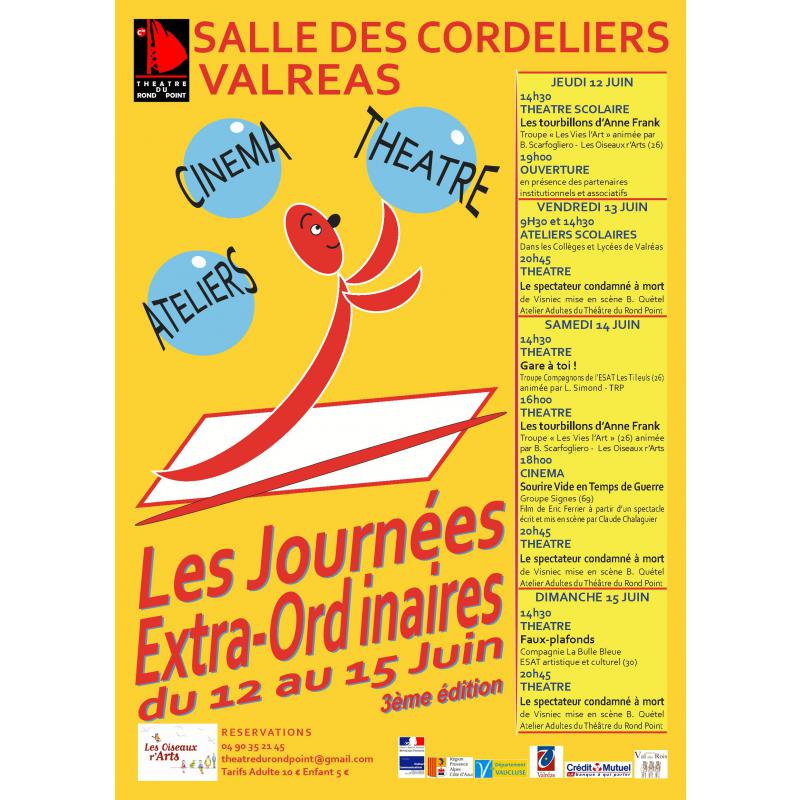 Cie
THEATRE
DU
ROND POINT
SALLE DES CORDELIERS
VALREAS
CINEMA
THEATRE
ATELIERS
JEUDI 12 JUIN
14h30
THEATRE SCOLAIRE
Les tourbillons d'Anne Frank
Troupe « Les Vies l'Art » animée par
B. Scarfogliero - Les Oiseaux r'Arts (26)
19h00
OUVERTURE
en présence des partenaires
institutionnels et associatifs
VENDREDI 13 JUIN
9H30 et 14h30
ATELIERS SCOLAIRES
Dans les Collèges et Lycées de Valréas
20h45
THEATRE
Le spectateur condamné à mort
de Visniec mise en scène B. Quétel
Atelier Adultes du Théâtre du Rond Point
SAMEDI 14 JUIN
14h30
THEATRE
Gare à toi !
Troupe Compagnons de l'ESAT Les Tilleuls (26)
animée par L. Simond - TRP
16h00
THEATRE
Les tourbillons d'Anne Frank
Troupe « Les Vies l'Art » (26) animée
par B. Scarfogliero - Les Oiseaux r'Arts
18h00
CINEMA
Sourire Vide en Temps de Guerre
Groupe Signes (69)
Film de Eric Ferrier à partir d'un spectacle
écrit et mis en scène par Claude Chalaguier
20h45
THEATRE
Le spectateur condamné à mort
de Visniec mise en scène B. Quétel
Atelier Adultes du Théâtre du Rond Point
DIMANCHE 15 JUIN
14h30
THEATRE
Faux-plafonds
Compagnie La Bulle Bleue
ESAT artistique et culturel (30)
20h45
THEATRE
Le spectateur condamné à mort
de Visniec mise en scène B. Quétel
Atelier Adultes du Théâtre du Rond Point
Les Journées
Extra-Ordinaires
du 12 au 15 Juin
3ème édition
Les Oiseaux
r'Arts
RESERVATIONS
04 90 35 21 45
theatredurondpoint@gmail.com
Tarifs Adulte 10 € Enfant 5 €
Région
Provence
Alpes
Côte d'Azur
Département
VAUCLUSE
Valréas
Crédit Mutuel
LA banque à qui parler
Val des Rois